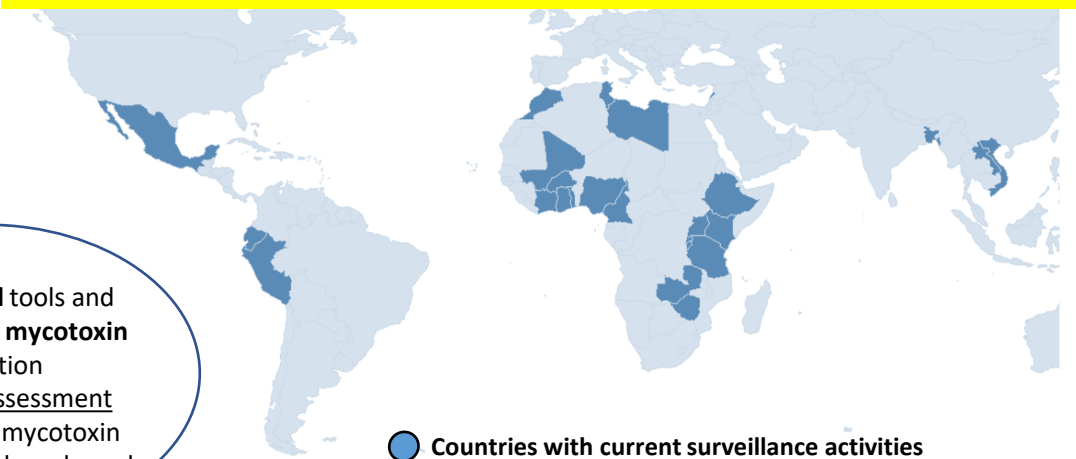 tools and
mycotoxin
tion
ssessment
mycotoxin
Countries with current surveillance activities